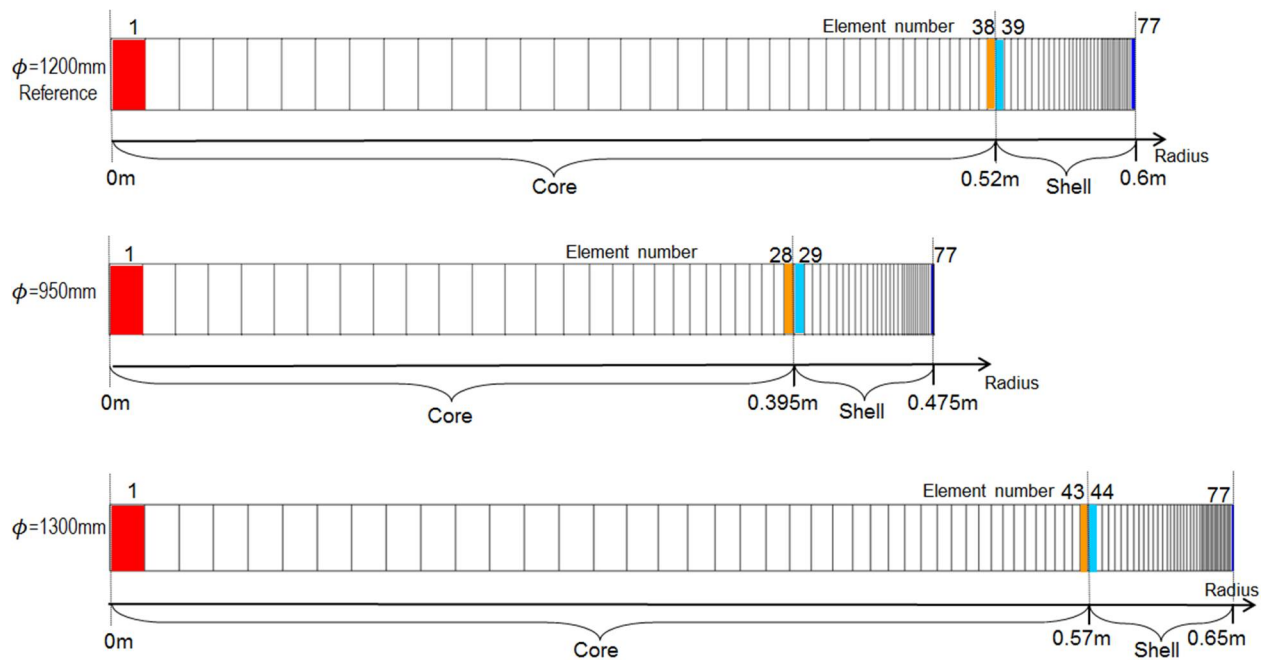 1
Element number 38 39
77
ϕ=1200mm
Reference
Radius
0m
Core
0.52m
Shell
0.6m
1
Element number
28 29
77
ϕ=950mm
Radius
0m
Core
0.395m
Shell
0.475m
1
Element number 43 44
77
ϕ=1300mm
Radius
0m
Core
0.57m
Shell
0.65m